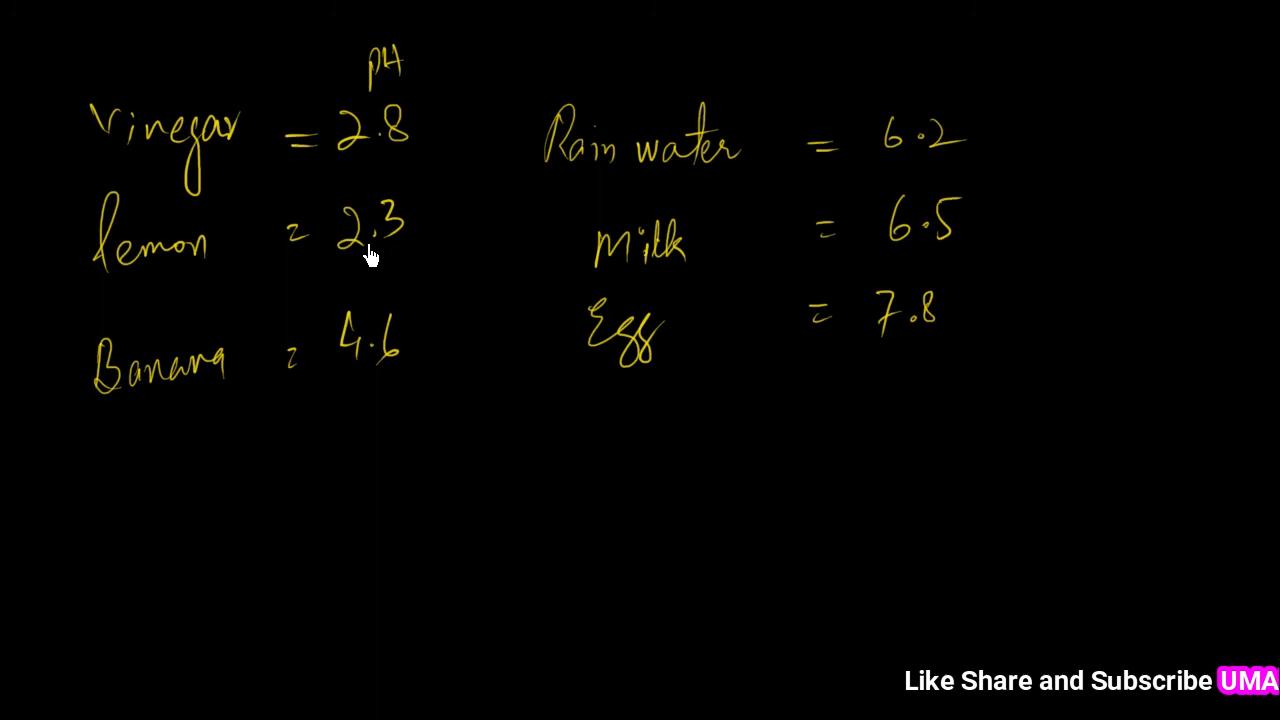 pH
Vinegar = 2.8
lemon = 2.3
Banana = 4.6
Rain water = 6.2
Milk = 6.5
Egg = 7.8
Like Share and Subscribe UMA